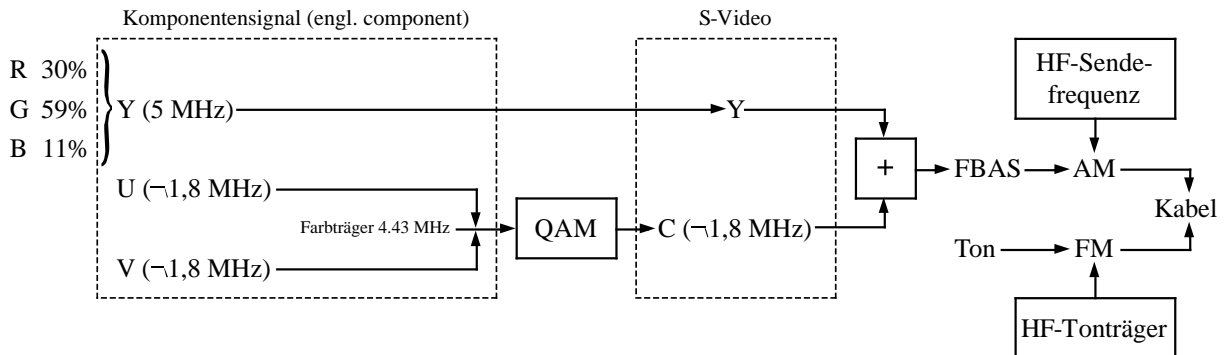 Komponentensignal (engl. component)
S-Video
R 30%
G 59%
B 11%
Y (5 MHz)
Y
HF-Sende-
frequenz
+
FBAS
AM
U (¬1,8 MHz)
Farbträger 4.43 MHz
QAM
C (¬1,8 MHz)
Kabel
V (¬1,8 MHz)
Ton
FM
HF-Tonträger